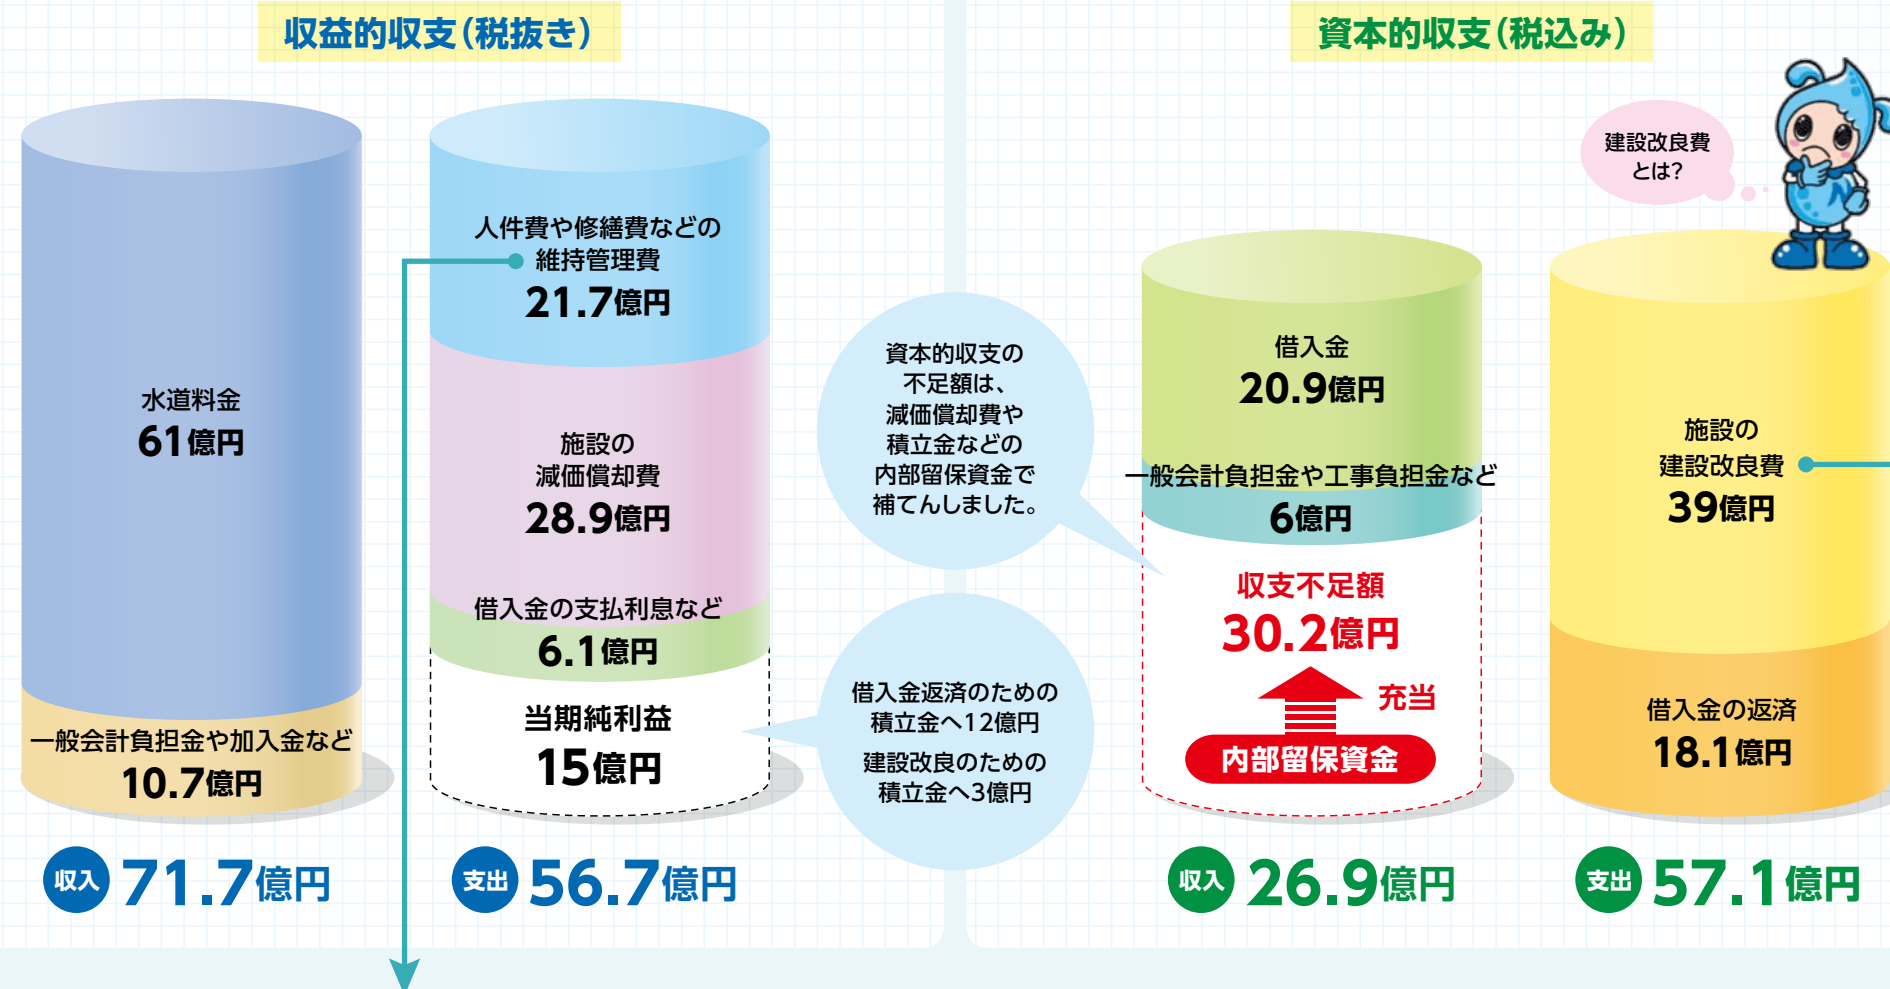 収益的収支(税抜き)
水道料金
61億円
一般会計負担金や加入金など
10.7億円
収入 71.7億円
人件費や修繕費などの
維持管理費
21.7億円
施設の
減価償却費
28.9億円
借入金の支払利息など
6.1億円
当期純利益
15億円
支出 56.7億円
借入金返済のための
積立金へ12億円
建設改良のための
積立金へ3億円
資本的収支(税込み)
資本的収支の
不足額は、
減価償却費や
積立金などの
内部留保資金で
補てんしました。
借入金
20.9億円
一般会計負担金や工事負担金など
6億円
収支不足額
30.2億円
充当
内部留保資金
収入 26.9億円
建設改良費
とは?
N
施設の
建設改良費
39億円
借入金の返済
18.1億円
支出 57.1億円